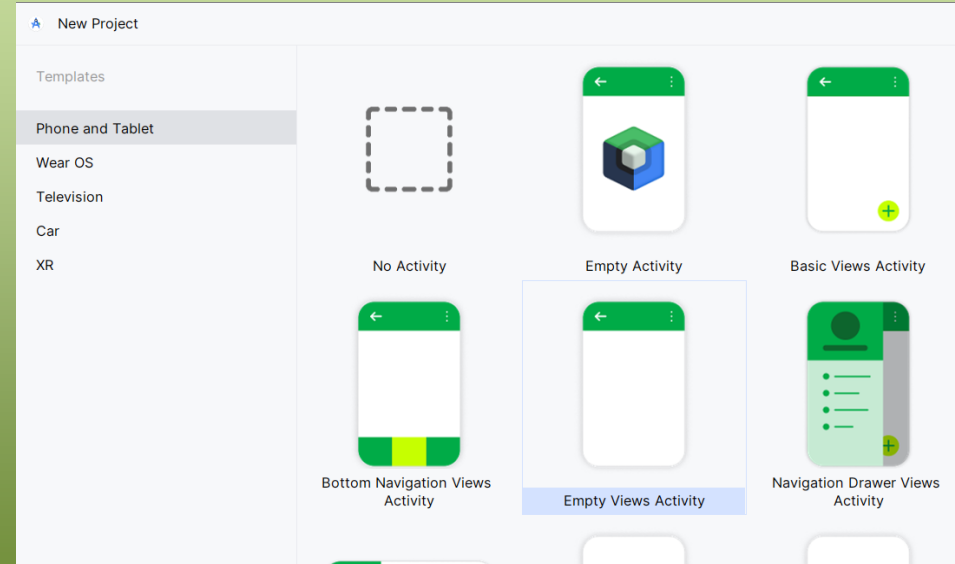 New Project
Templates
Phone and Tablet
Wear OS
Television
Car
XR
No Activity
Empty Activity
Basic Views Activity
Bottom Navigation Views
Activity
Empty Views Activity
Navigation Drawer Views
Activity